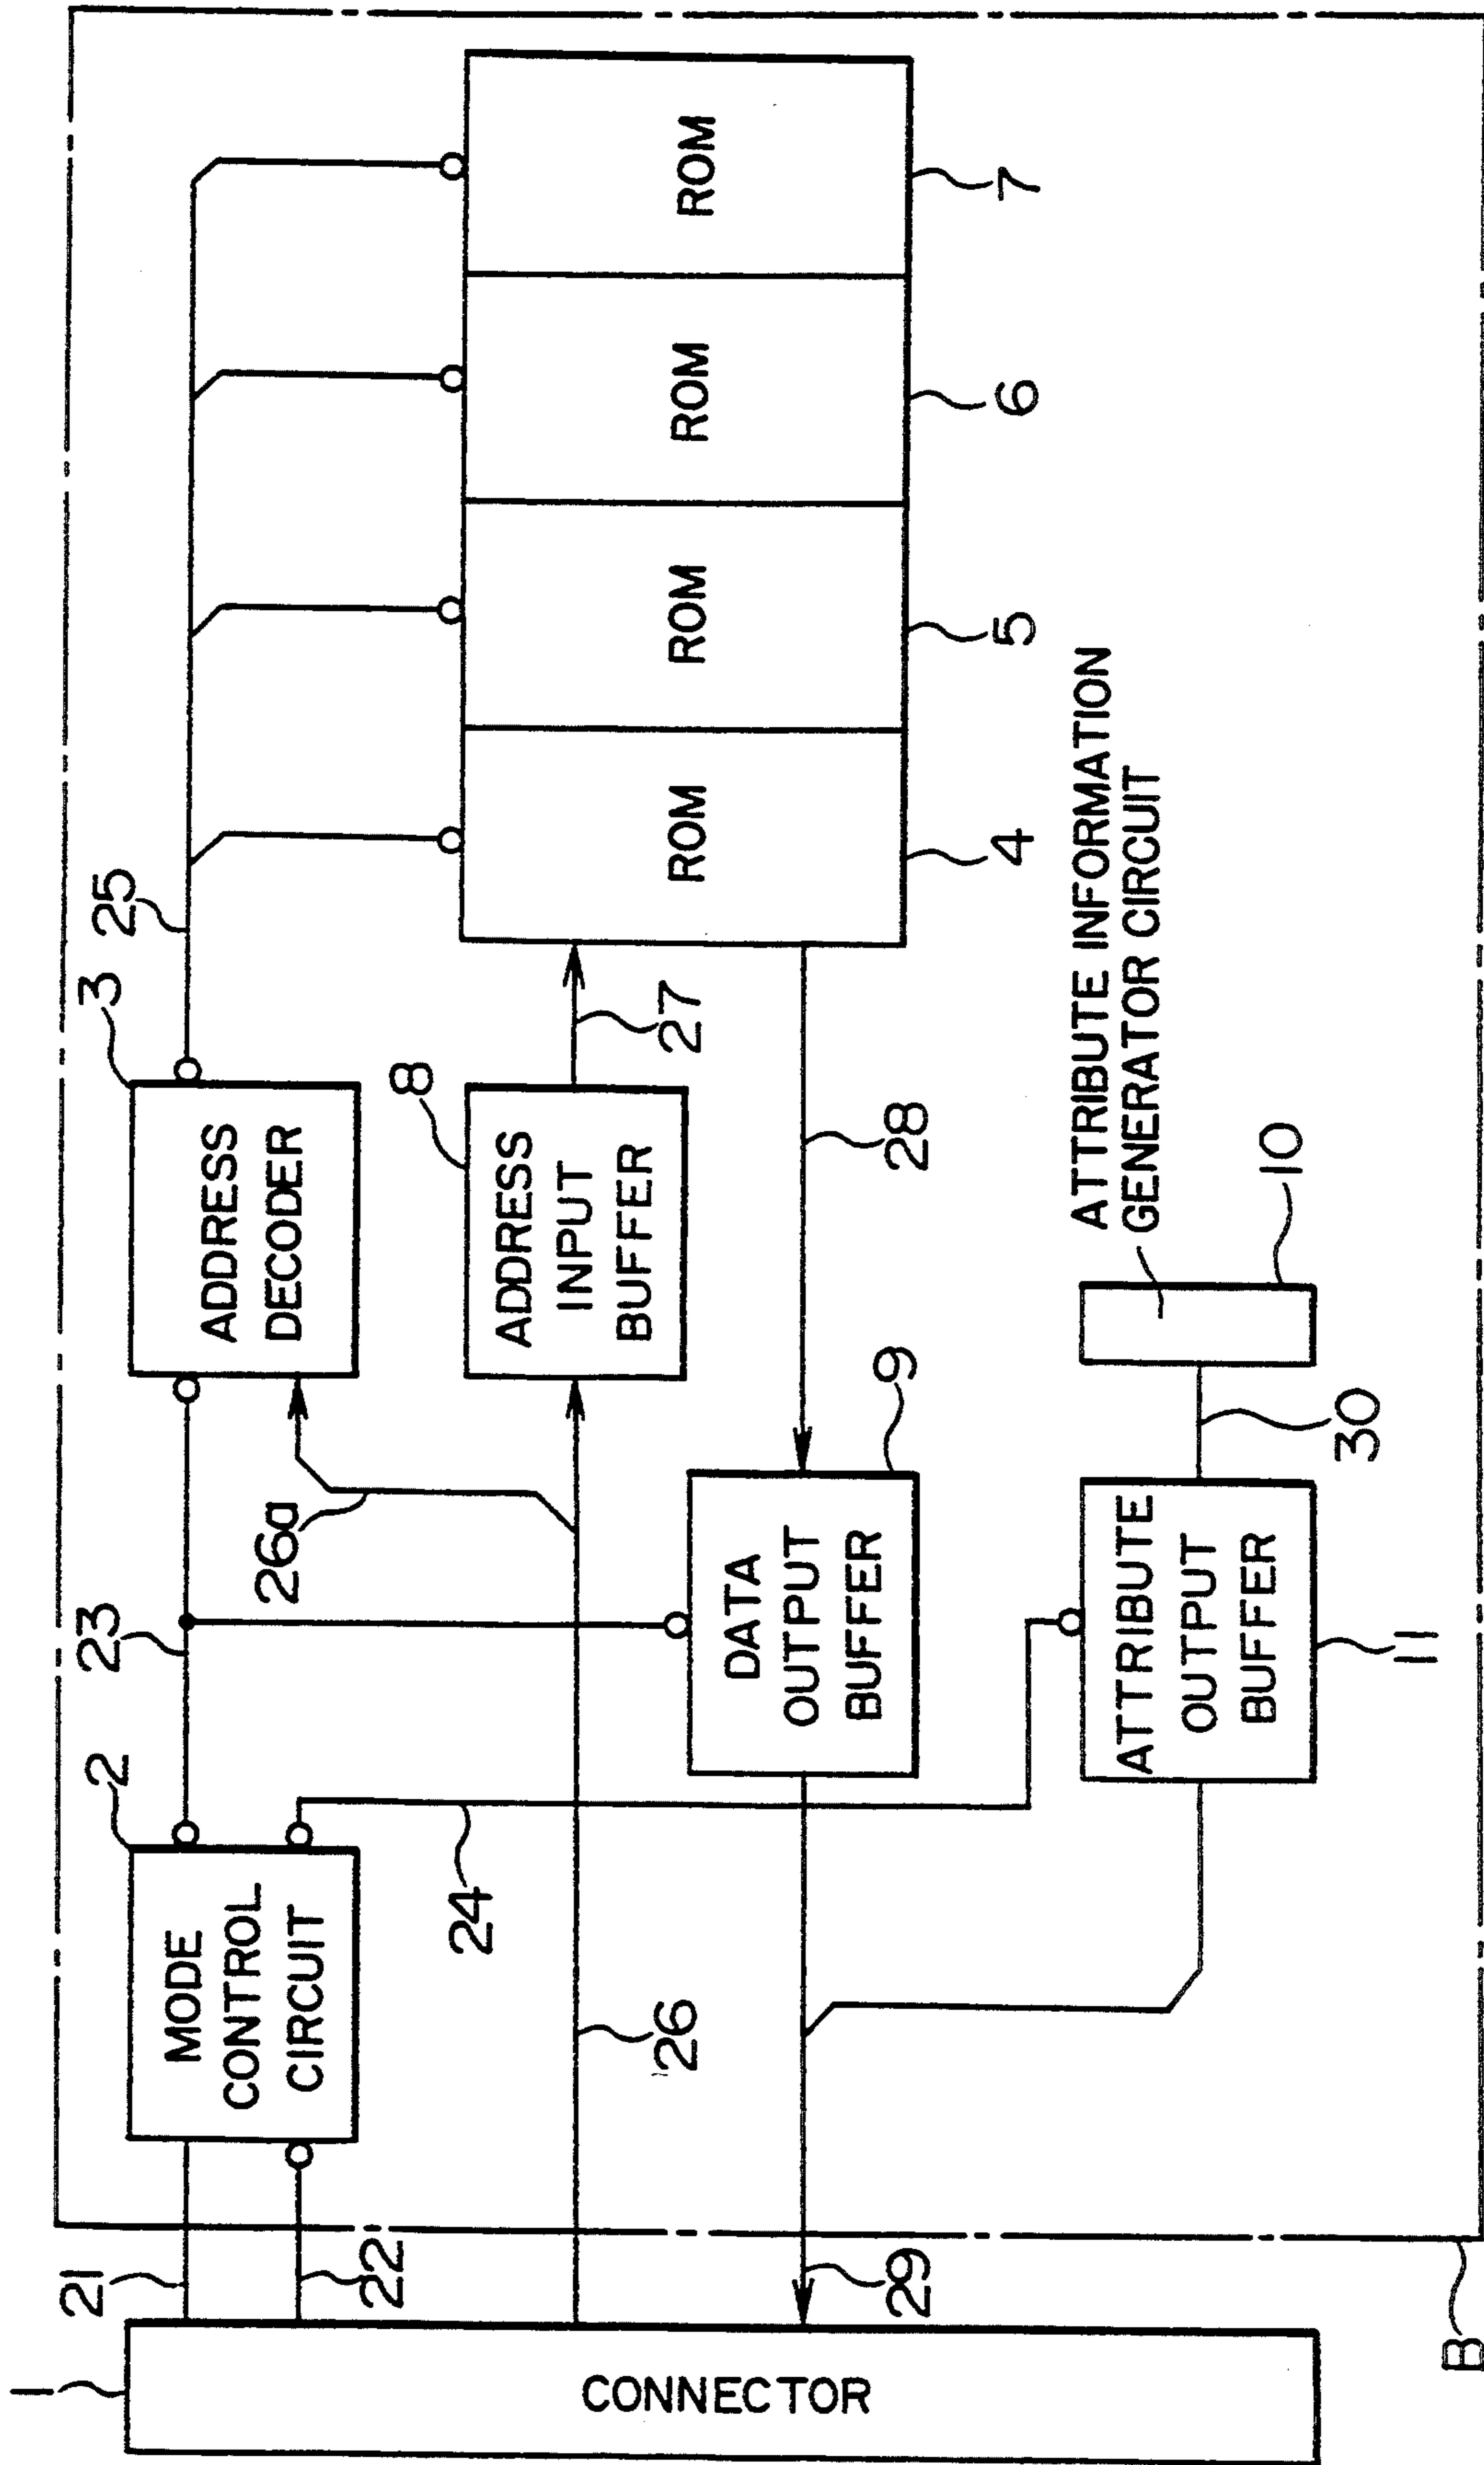 1
CONNECTOR
21
22
2
MODE
CONTROL
CIRCUIT
23
24
26
26a
29
3
ADDRESS
DECODER
25
8
ADDRESS
INPUT
BUFFER
27
9
DATA
OUTPUT
BUFFER
28
ROM
ROM
ROM
ROM
4
5
6
7
ATTRIBUTE
OUTPUT
BUFFER
11
30
10
ATTRIBUTE INFORMATION
GENERATOR CIRCUIT
B